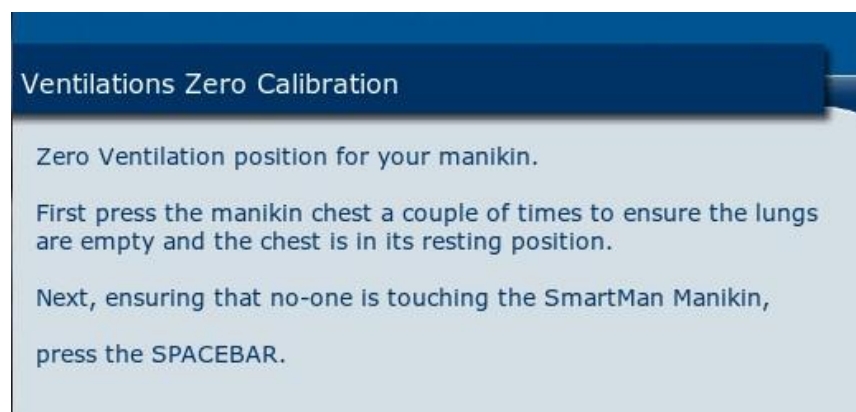 Ventilations Zero Calibration
Zero Ventilation position for your manikin.
First press the manikin chest a couple of times to ensure the lungs
are empty and the chest is in its resting position.
Next, ensuring that no-one is touching the SmartMan Manikin,
press the SPACEBAR.